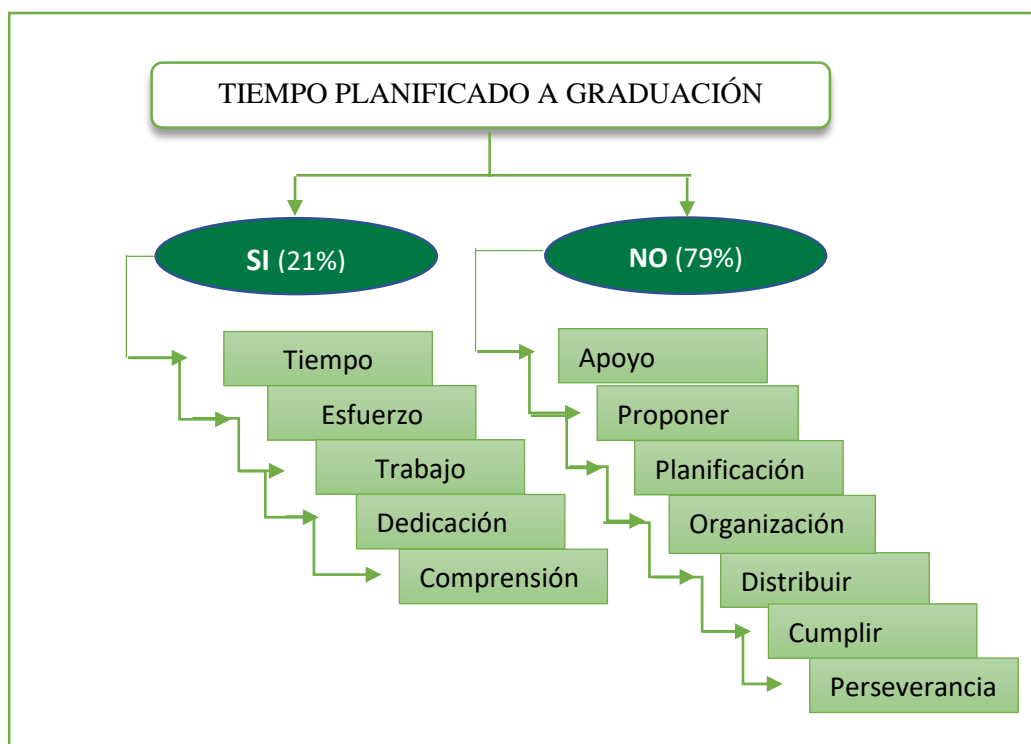 TIEMPO PLANIFICADO A GRADUACIÓN
SI (21%)
NO (79%)
Tiempo
Esfuerzo
Trabajo
Dedicación
Comprensión
Apoyo
Proponer
Planificación
Organización
Distribuir
Cumplir
Perseverancia